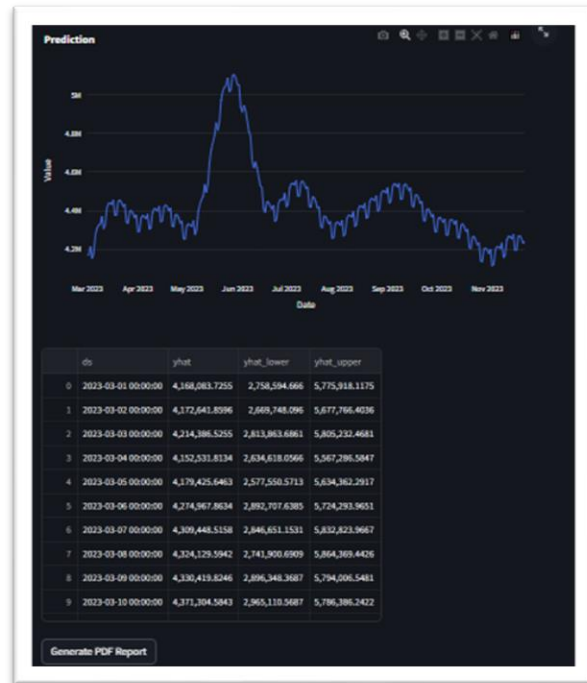 Prediction
5M
4.8M
4.6M
4.4M
4.2M
Value
Mar 2023 Apr 2023 May 2023 Jun 2023 Jul 2023 Aug 2023 Sep 2023 Oct 2023 Nov 2023
Date
ds yhat yhat_lower yhat_upper
0 2023-03-01 00:00:00 4,168,083.7255 2,758,594.666 5,775,918.1175
1 2023-03-02 00:00:00 4,172,641.8596 2,669,748.096 5,677,766.4036
2 2023-03-03 00:00:00 4,214,386.5255 2,813,863.6861 5,805,232.4681
3 2023-03-04 00:00:00 4,152,531.8134 2,634,618.0566 5,567,286.5847
4 2023-03-05 00:00:00 4,179,425.6463 2,577,550.5713 5,634,362.2917
5 2023-03-06 00:00:00 4,274,967.8634 2,892,707.6385 5,724,293.9651
6 2023-03-07 00:00:00 4,309,448.5158 2,846,651.1531 5,832,823.9667
7 2023-03-08 00:00:00 4,324,129.5942 2,741,900.6909 5,864,369.4426
8 2023-03-09 00:00:00 4,330,419.8246 2,896,348.3687 5,794,006.5481
9 2023-03-10 00:00:00 4,371,304.5843 2,965,110.5687 5,786,386.2422
Generate PDF Report